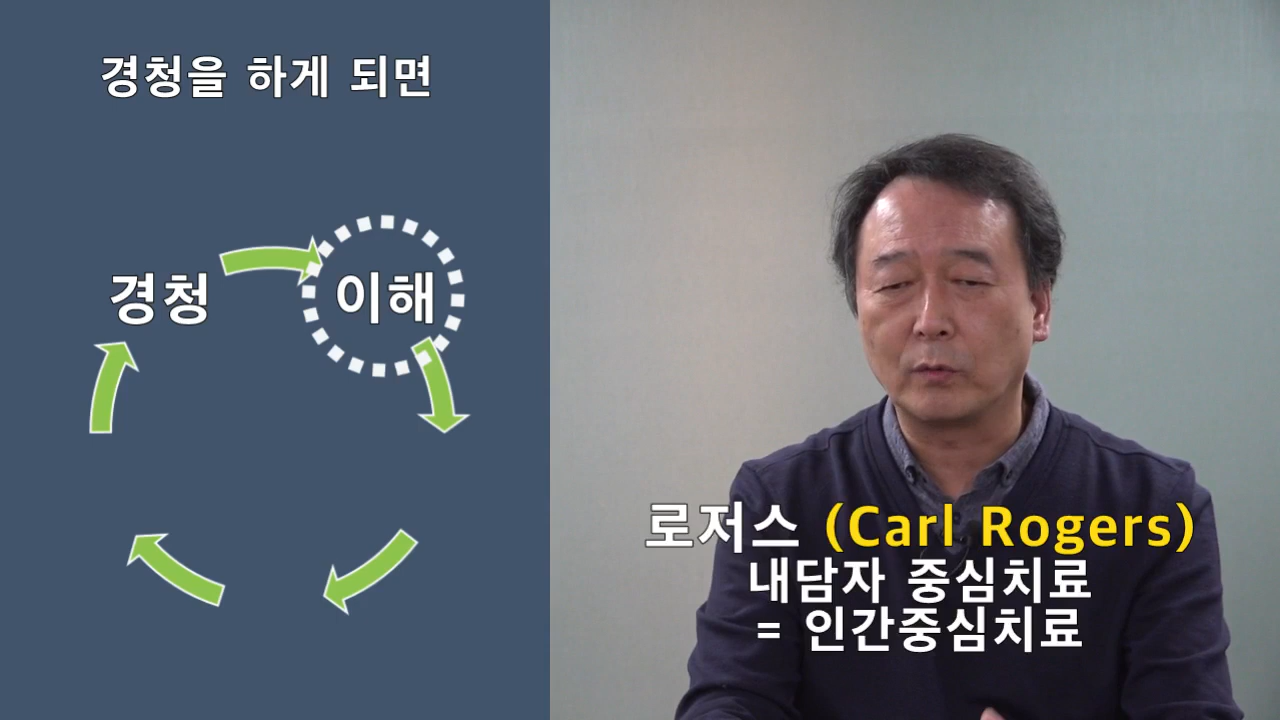 경청을 하게 되면
경청
이해
로저스 (Carl Rogers)
내담자 중심치료
= 인간중심치료